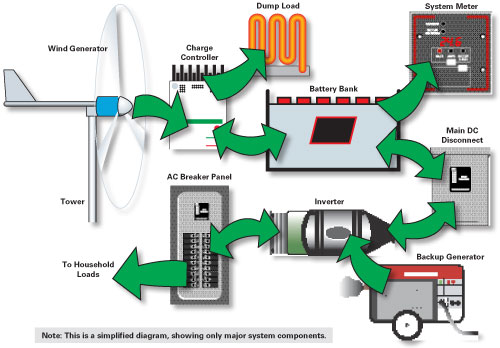 Dump Load
System Meter
Wind Generator
Charge
Controller
Battery Bank
Main DC
Disconnect
Tower
AC Breaker Panel
Inverter
To Household
Loads
Backup Generator
Note: This is a simplified diagram, showing only major system components.